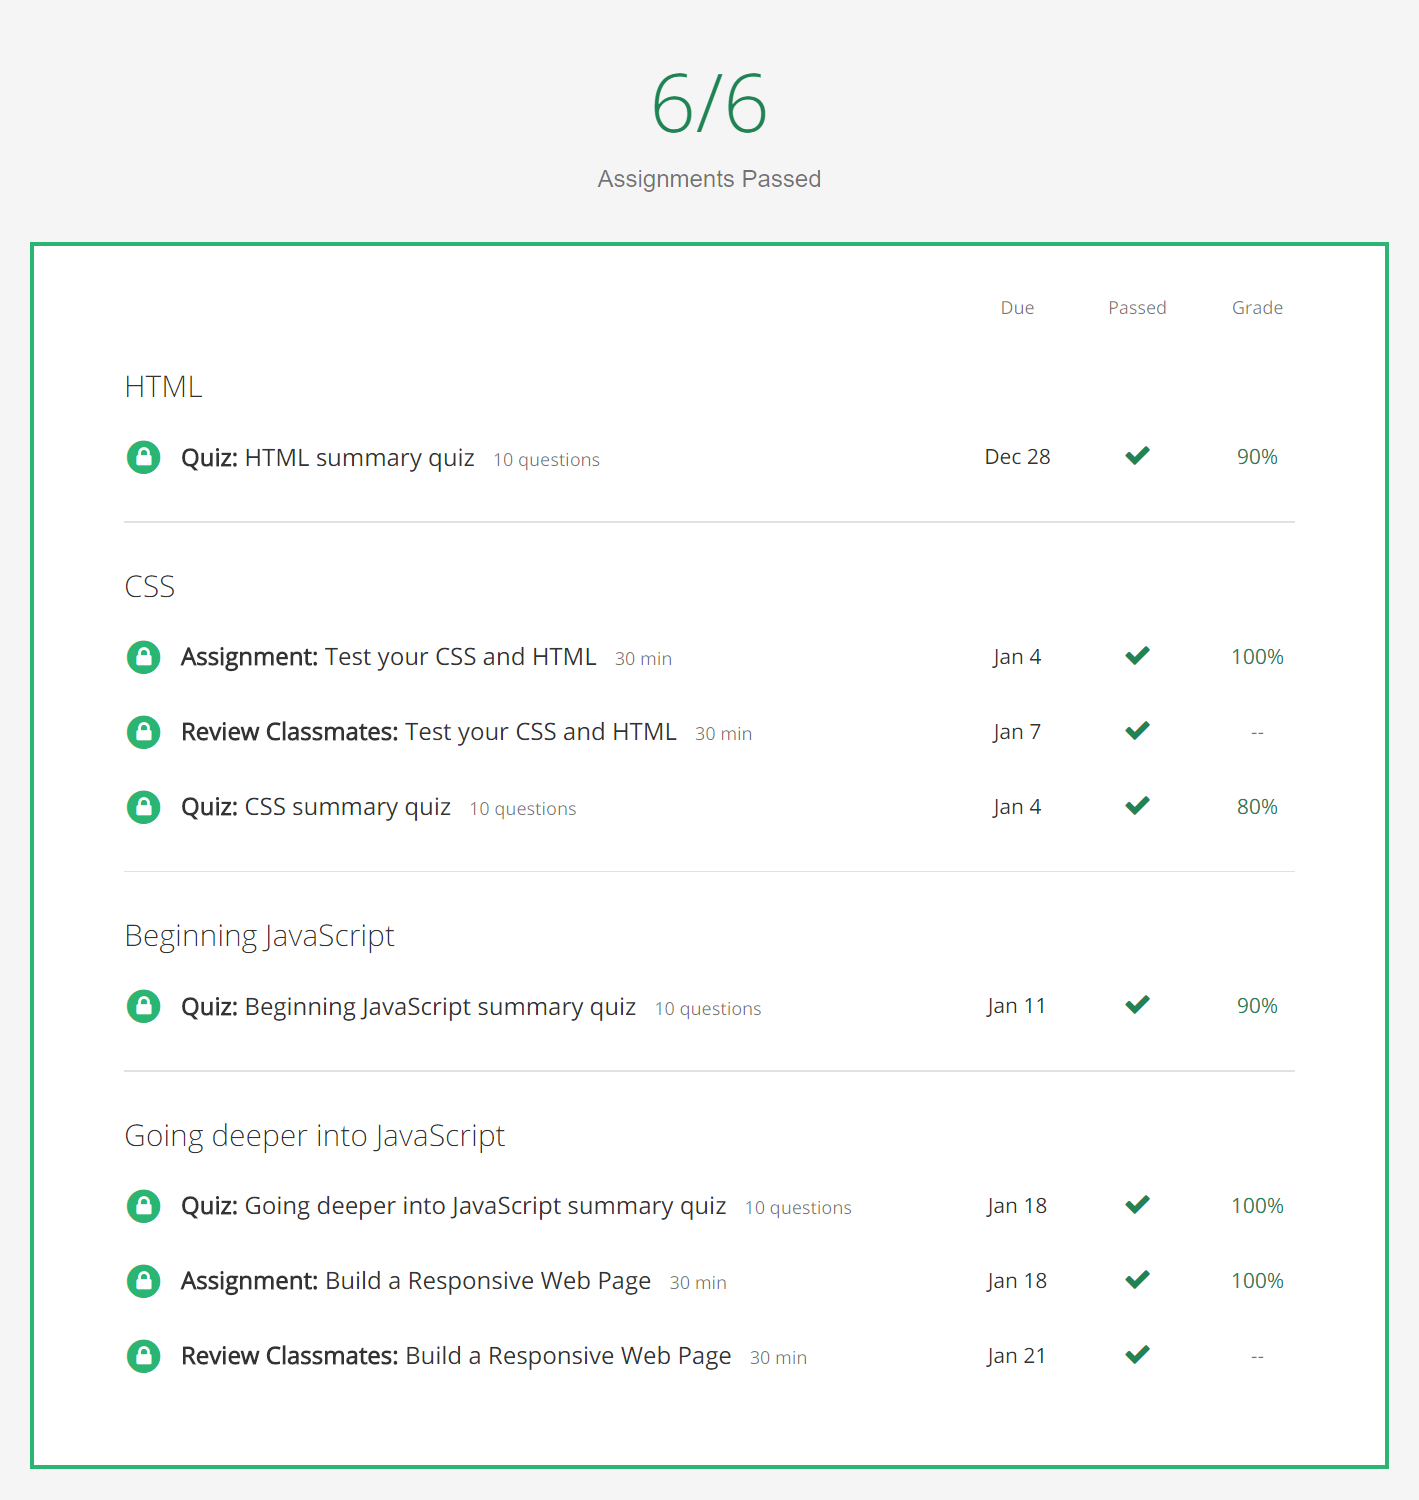 6/6
Assignments Passed
Due Passed Grade
HTML
Quiz: HTML summary quiz 10 questions Dec 28 90%
CSS
Assignment: Test your CSS and HTML 30 min Jan 4 100%
Review Classmates: Test your CSS and HTML 30 min Jan 7 --
Quiz: CSS summary quiz 10 questions Jan 4 80%
Beginning JavaScript
Quiz: Beginning JavaScript summary quiz 10 questions Jan 11 90%
Going deeper into JavaScript
Quiz: Going deeper into JavaScript summary quiz 10 questions Jan 18 100%
Assignment: Build a Responsive Web Page 30 min Jan 18 100%
Review Classmates: Build a Responsive Web Page 30 min Jan 21 --